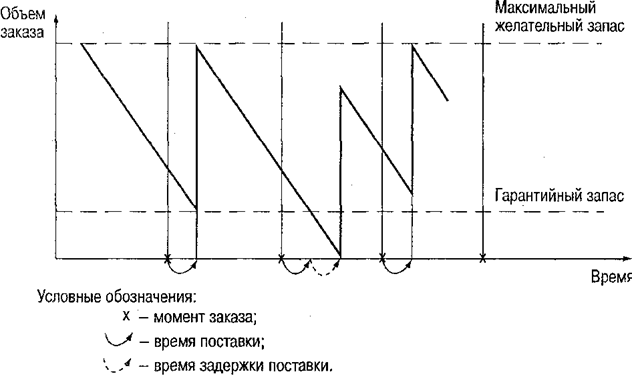 Объем
заказа
Максимальный
желательный запас
Гарантийный запас
Время
Условные обозначения:
x – момент заказа;
– время поставки;
– время задержки поставки.